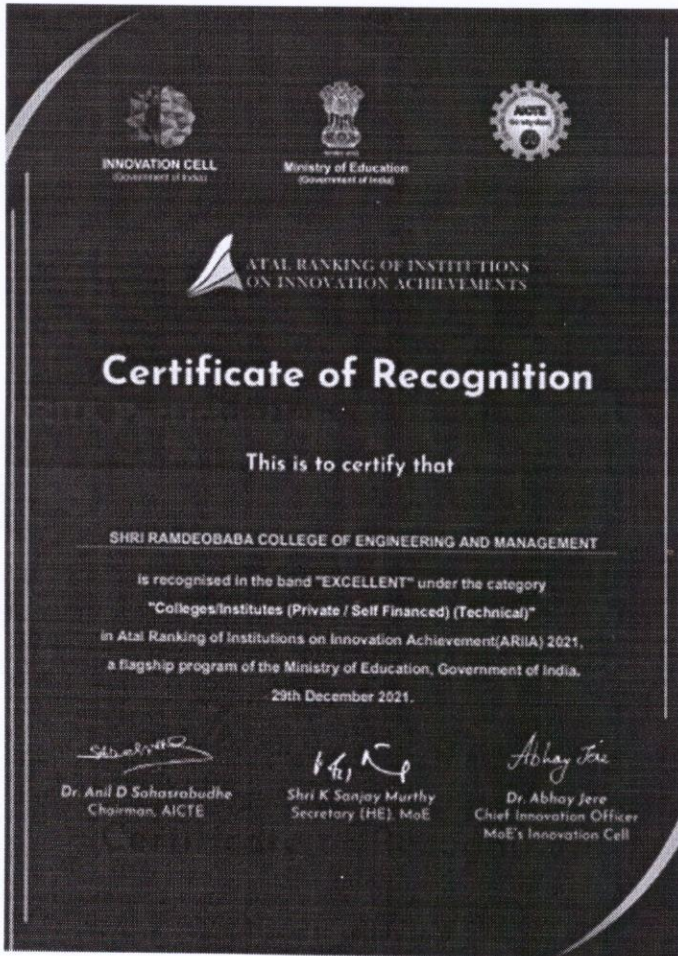 INNOVATION CELL
(Government of India)
Ministry of Education
(Government of India)
AICTE
ATAL RANKING OF INSTITUTIONS
ON INNOVATION ACHIEVEMENTS
Certificate of Recognition
This is to certify that
SHRI RAMDEOBABA COLLEGE OF ENGINEERING AND MANAGEMENT
is recognised in the band "EXCELLENT" under the category
"Colleges/Institutes (Private / Self Financed) (Technical)"
in Atal Ranking of Institutions on Innovation Achievement(ARIIA) 2021,
a flagship program of the Ministry of Education, Government of India.
29th December 2021.
Abhay Jere
Dr. Anil D Sahasrabudhe
Chairman, AICTE
Shri K Sanjay Murthy
Secretary (HE), MoE
Dr. Abhay Jere
Chief Innovation Officer
MoE's Innovation Cell